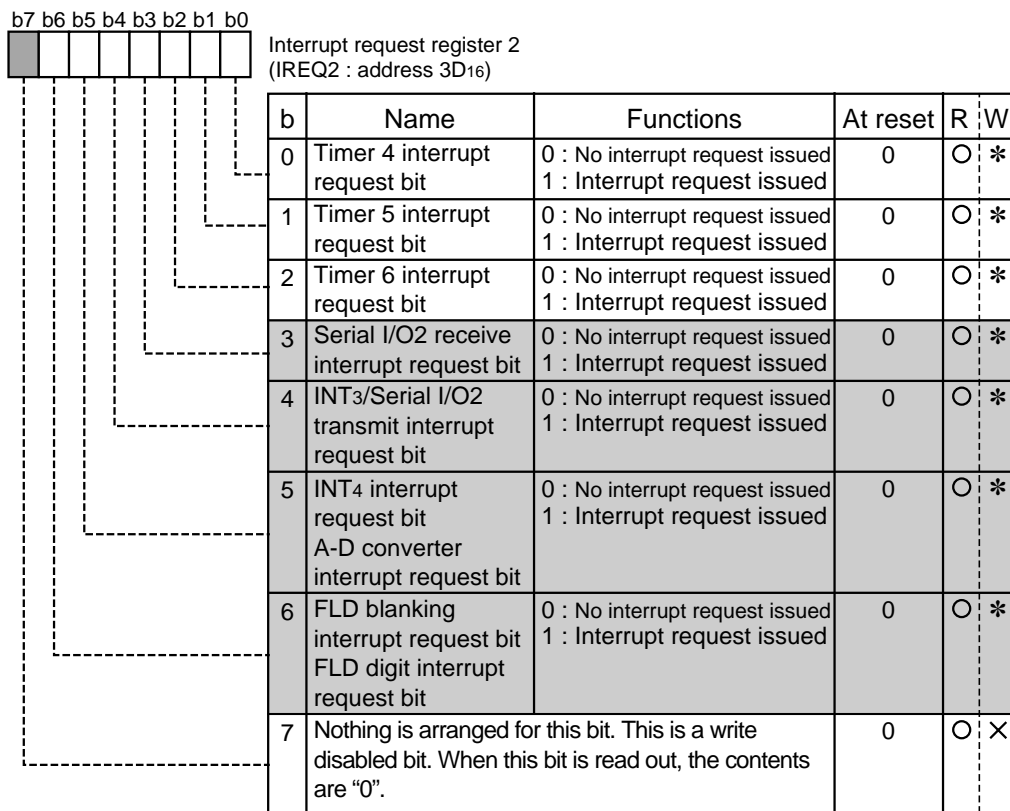 b7 b6 b5 b4 b3 b2 b1 b0
Interrupt request register 2
(IREQ2 : address 3D16)
b Name Functions At reset R W
0 Timer 4 interrupt 0 : No interrupt request issued 0 ○ ✻
request bit 1 : Interrupt request issued
1 Timer 5 interrupt 0 : No interrupt request issued 0 ○ ✻
request bit 1 : Interrupt request issued
2 Timer 6 interrupt 0 : No interrupt request issued 0 ○ ✻
request bit 1 : Interrupt request issued
3 Serial I/O2 receive 0 : No interrupt request issued 0 ○ ✻
interrupt request bit 1 : Interrupt request issued
4 INT3/Serial I/O2 0 : No interrupt request issued 0 ○ ✻
transmit interrupt 1 : Interrupt request issued
request bit
5 INT4 interrupt 0 : No interrupt request issued 0 ○ ✻
request bit 1 : Interrupt request issued
A-D converter
interrupt request bit
6 FLD blanking 0 : No interrupt request issued 0 ○ ✻
interrupt request bit 1 : Interrupt request issued
FLD digit interrupt
request bit
7 Nothing is arranged for this bit. This is a write 0 ○ ×
disabled bit. When this bit is read out, the contents
are “0”.